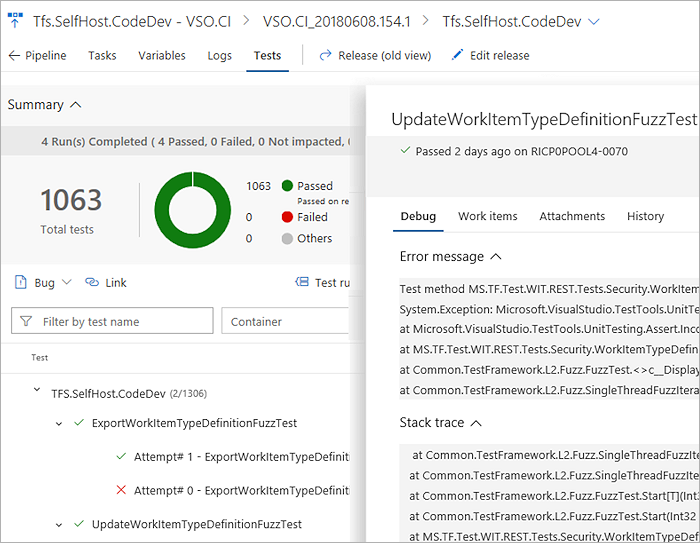 Tfs.SelfHost.CodeDev - VSO.CI > VSO.CI_20180608.154.1 > Tfs.SelfHost.CodeDev
Pipeline Tasks Variables Logs Tests Release (old view) Edit release
Summary
4 Run(s) Completed ( 4 Passed, 0 Failed, 0 Not impacted,
1063
Total tests
1063 Passed
Passed on re
0 Failed
0 Others
Bug Link Test ru
Filter by test name Container
Test
TFS.SelfHost.CodeDev (2/1306)
ExportWorkItemTypeDefinitionFuzzTest
Attempt# 1 - ExportWorkItemTypeDefiniti
Attempt# 0 - ExportWorkItemTypeDefiniti
UpdateWorkItemTypeDefinitionFuzzTest
UpdateWorkItemTypeDefinitionFuzzTest
Passed 2 days ago on RICP0POOL4-0070
Debug Work items Attachments History
Error message
Test method MS.TF.Test.WIT.REST.Tests.Security.WorkItem
System.Exception: Microsoft.VisualStudio.TestTools.UnitTe
at Microsoft.VisualStudio.TestTools.UnitTesting.Assert.Inco
at MS.TF.Test.WIT.REST.Tests.Security.WorkItemTypeDefin
at Common.TestFramework.L2.Fuzz.FuzzTest.<>c__Display
at Common.TestFramework.L2.Fuzz.SingleThreadFuzzItera
Stack trace
at Common.TestFramework.L2.Fuzz.SingleThreadFuzzIte
at Common.TestFramework.L2.Fuzz.SingleThreadFuzzIte
at Common.TestFramework.L2.Fuzz.FuzzTest.Start[T](Int3
at Common.TestFramework.L2.Fuzz.FuzzTest.Start(Int32
at MS.TF.Test.WIT.REST.Tests.Security.WorkItemTypeDef